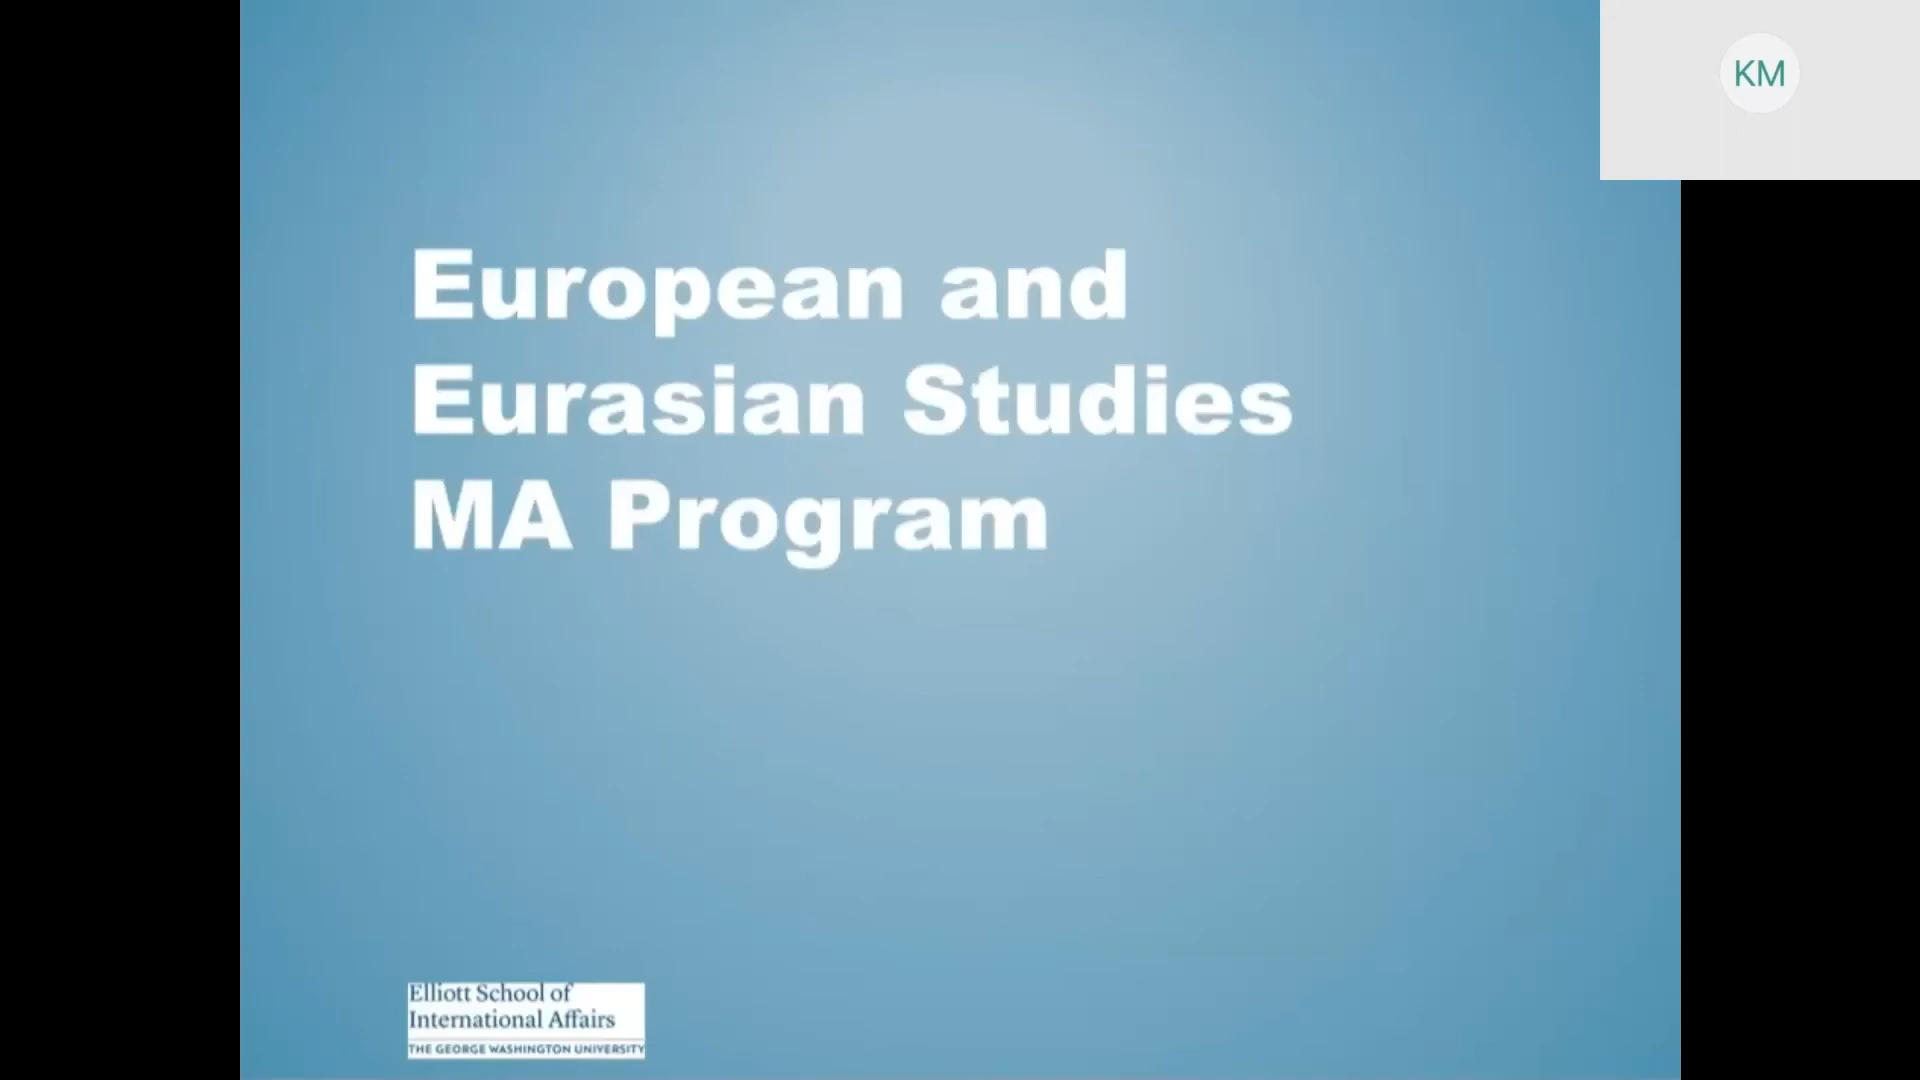 KM
European and
Eurasian Studies
MA Program
Elliott School of
International Affairs
THE GEORGE WASHINGTON UNIVERSITY